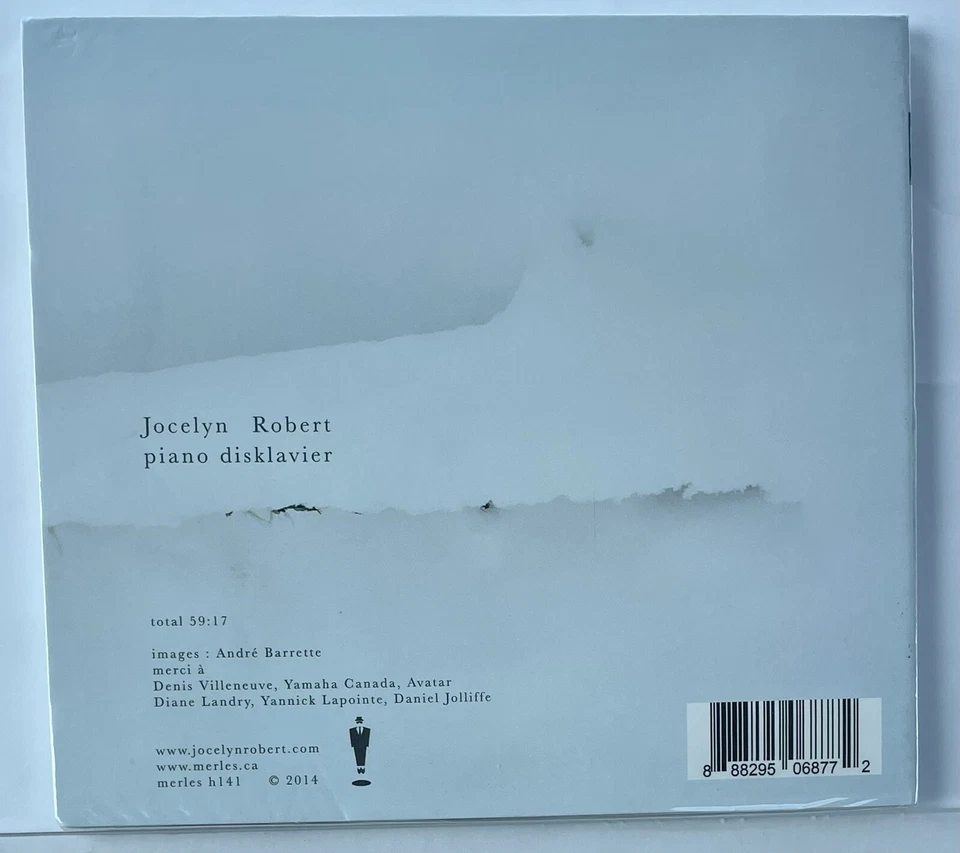 Jocelyn Robert
piano disklavier
total 59:17
images : André Barrette
merci à
Denis Villeneuve, Yamaha Canada, Avatar
Diane Landry, Yannick Lapointe, Daniel Jolliffe
www.jocelynrobert.com
www.merles.ca
merles h141 © 2014
8 88295 06877 2